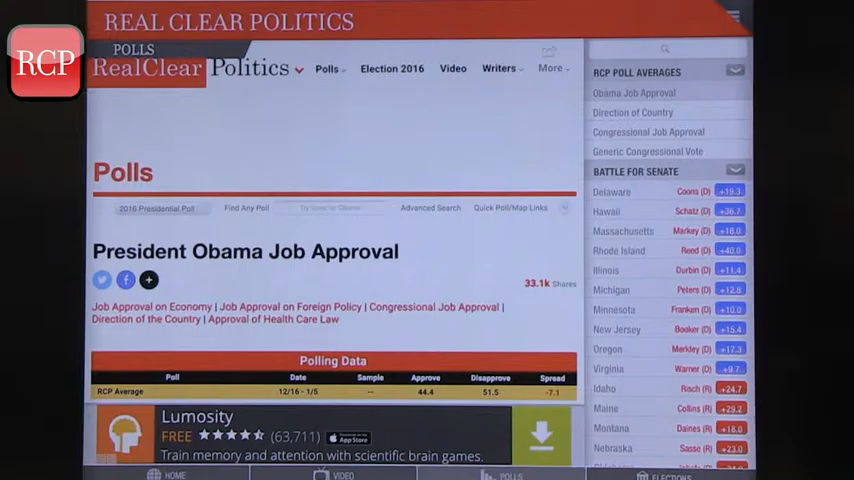 REAL CLEAR POLITICS
POLLS
RCP
RealClear Politics
Polls
Election 2016
Video
Writers
More
Polls
2016 Presidential Poll
Find Any Poll
Advanced Search
Quick Poll/Map Links
President Obama Job Approval
33.1k Shares
Job Approval on Economy | Job Approval on Foreign Policy | Congressional Job Approval |
Direction of the Country | Approval of Health Care Law
Polling Data
Poll Date Sample Approve Disapprove Spread
RCP Average 12/16 - 1/5 -- 44.4 51.5 -7.1
Lumosity
FREE (63,711) App Store
Train memory and attention with scientific brain games.
RCP POLL AVERAGES
Obama Job Approval
Direction of Country
Congressional Job Approval
Generic Congressional Vote
BATTLE FOR SENATE
Delaware Coons (D) +19.3
Hawaii Schatz (D) +36.7
Massachusetts Markey (D) +18.0
Rhode Island Reed (D) +40.0
Illinois Durbin (D) +11.4
Michigan Peters (D) +12.8
Minnesota Franken (D) +10.0
New Jersey Booker (D) +15.4
Oregon Merkley (D) +17.3
Virginia Warner (D) +9.7
Idaho Risch (R) +24.7
Maine Collins (R) +29.2
Montana Daines (R) +18.0
Nebraska Sasse (R) +23.0
HOME
VIDEO
POLLS
ELECTIONS